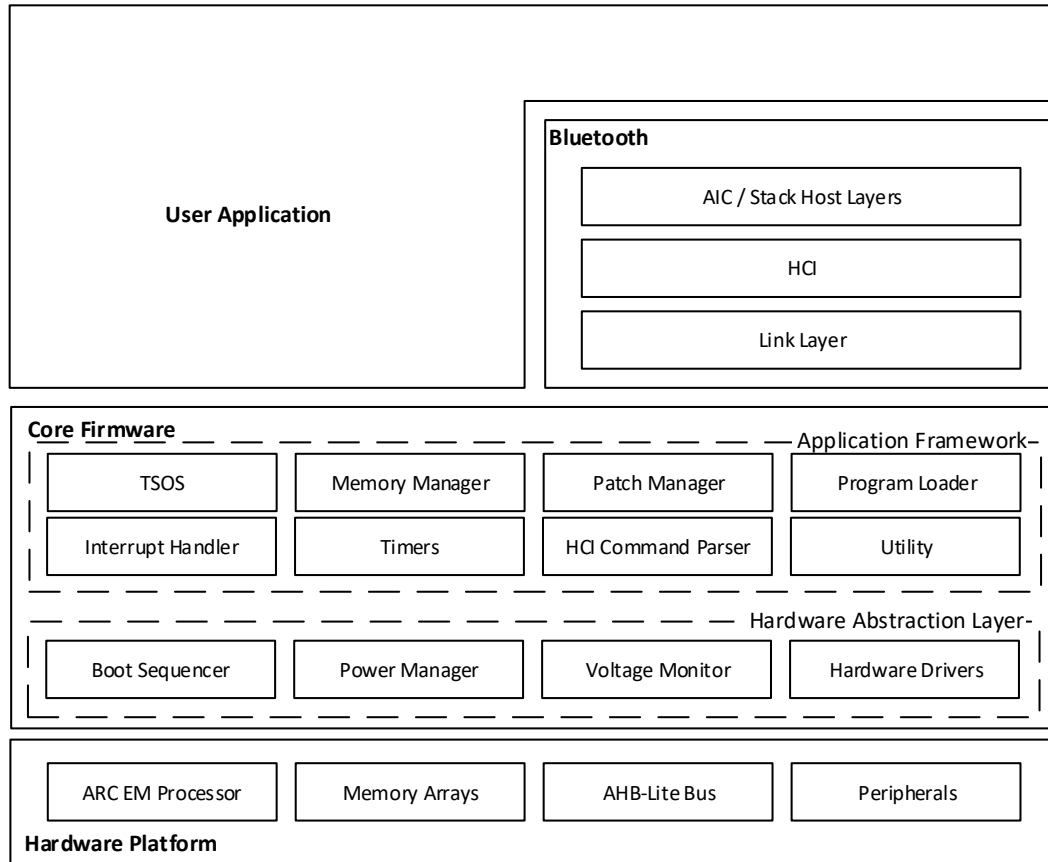 Bluetooth
AIC / Stack Host Layers
User Application
HCI
Link Layer
Core Firmware
Application Framework
TSOS
Memory Manager
Patch Manager
Program Loader
Interrupt Handler
Timers
HCI Command Parser
Utility
Hardware Abstraction Layer
Boot Sequencer
Power Manager
Voltage Monitor
Hardware Drivers
ARC EM Processor
Memory Arrays
AHB-Lite Bus
Peripherals
Hardware Platform